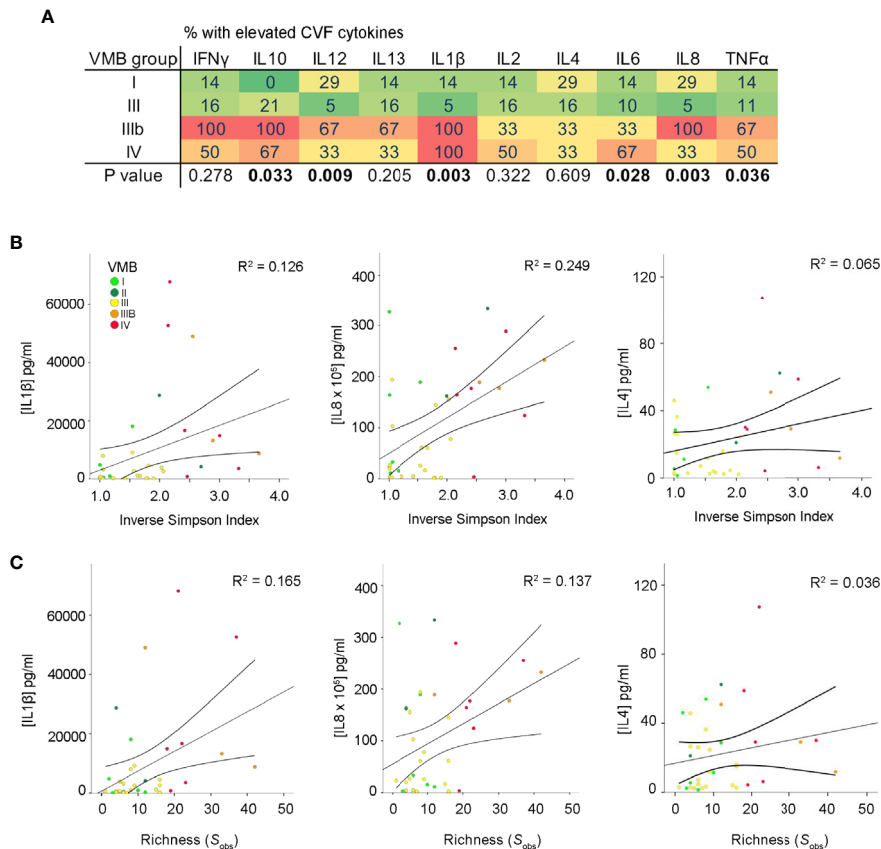 A
% with elevated CVF cytokines
VMB group IFNγ IL10 IL12 IL13 IL1β IL2 IL4 IL6 IL8 TNFα
I 14 0 29 14 14 14 29 14 29 14
III 16 21 5 16 5 16 16 10 5 11
IIIb 100 100 67 67 100 33 33 33 100 67
IV 50 67 33 33 100 50 33 67 33 50
P value 0.278 0.033 0.009 0.205 0.003 0.322 0.609 0.028 0.003 0.036
B
VMB
I
II
III
IIIB
IV
R² = 0.126
[IL1β] pg/ml
60000
40000
20000
0
1.0 2.0 3.0 4.0
Inverse Simpson Index
R² = 0.249
[IL8 x 10⁵] pg/ml
400
300
200
100
0
1.0 2.0 3.0 4.0
Inverse Simpson Index
R² = 0.065
[IL4] pg/ml
120
80
40
0
1.0 2.0 3.0 4.0
Inverse Simpson Index
C
R² = 0.165
[IL1β] pg/ml
60000
40000
20000
0
0 10 20 30 40 50
Richness (Sobs)
R² = 0.137
[IL8 x 10⁵] pg/ml
400
300
200
100
0
0 10 20 30 40 50
Richness (Sobs)
R² = 0.036
[IL4] pg/ml
120
80
40
0
0 10 20 30 40 50
Richness (Sobs)